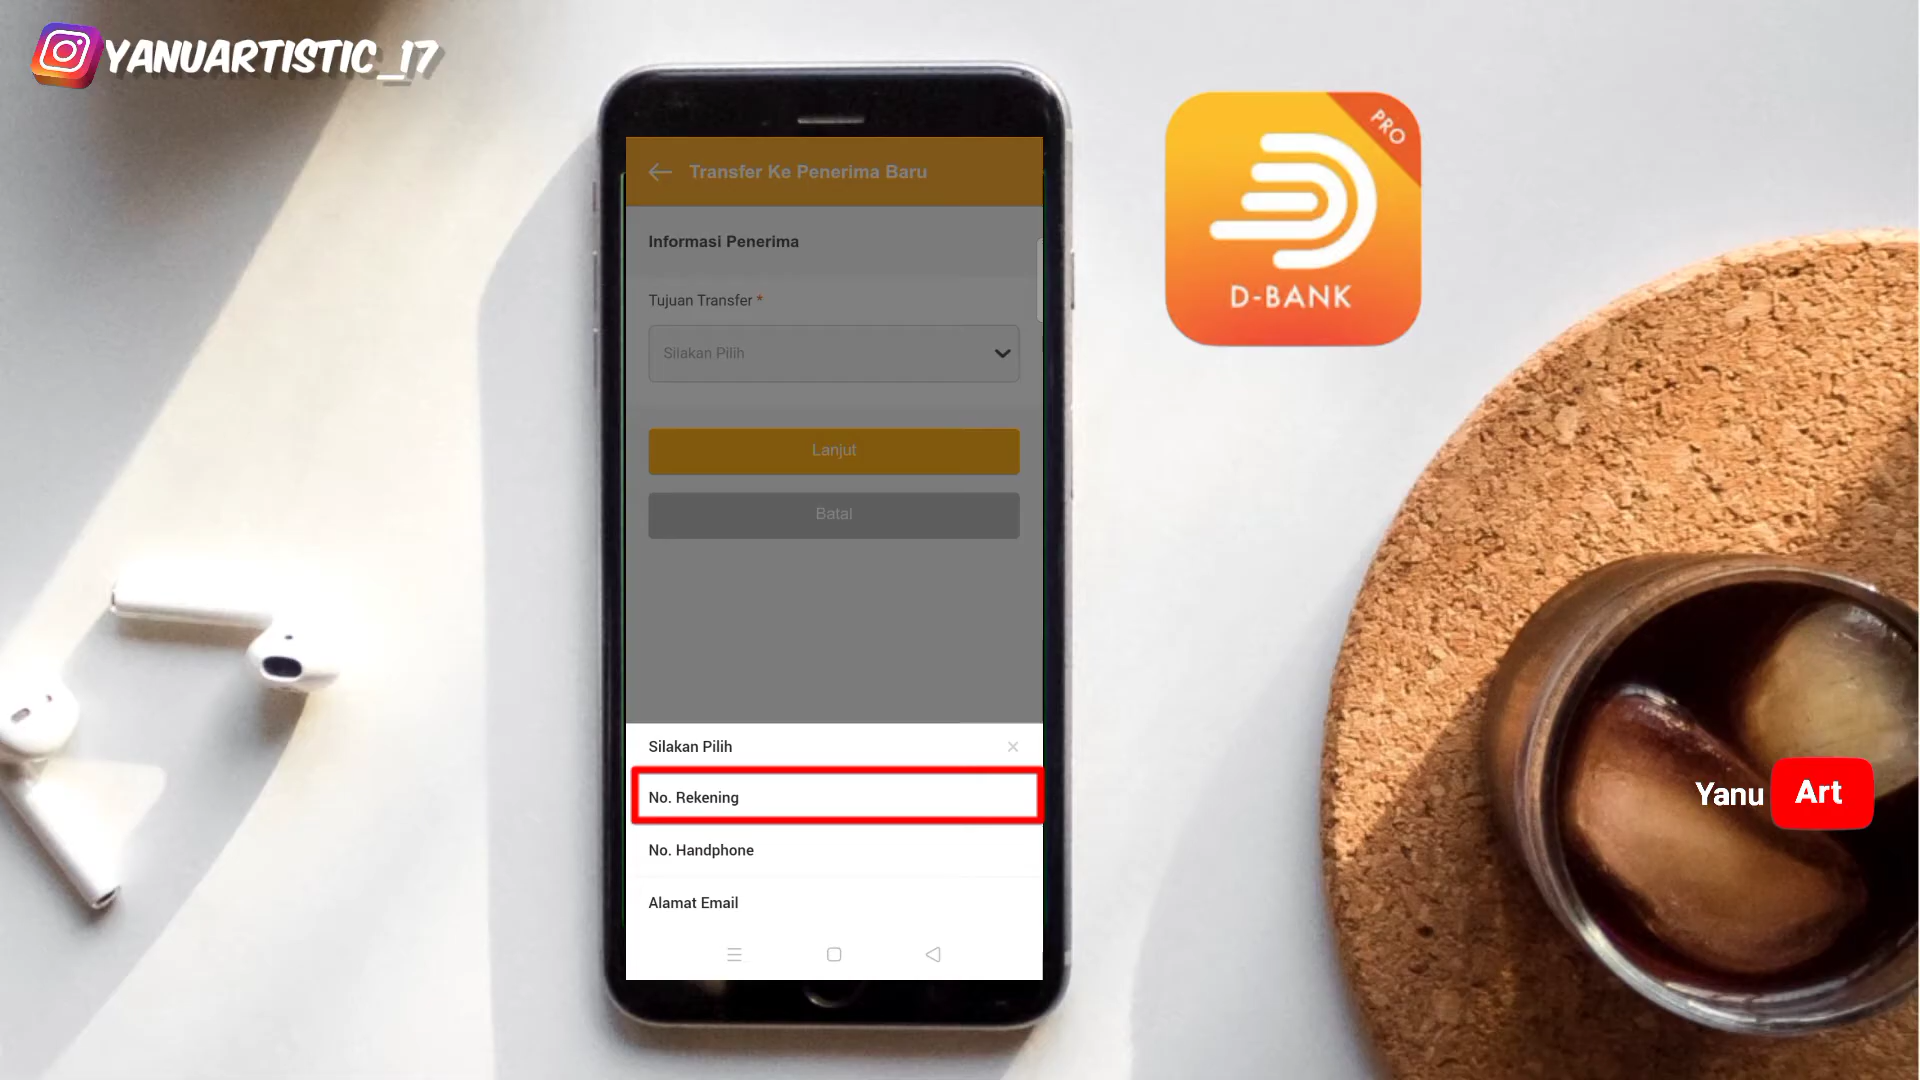 YANUARTISTIC_17
PRO
D-BANK
Transfer Ke Penerima Baru
Informasi Penerima
Tujuan Transfer *
Silakan Pilih
Lanjut
Batal
Silakan Pilih
No. Rekening
No. Handphone
Alamat Email
Yanu Art